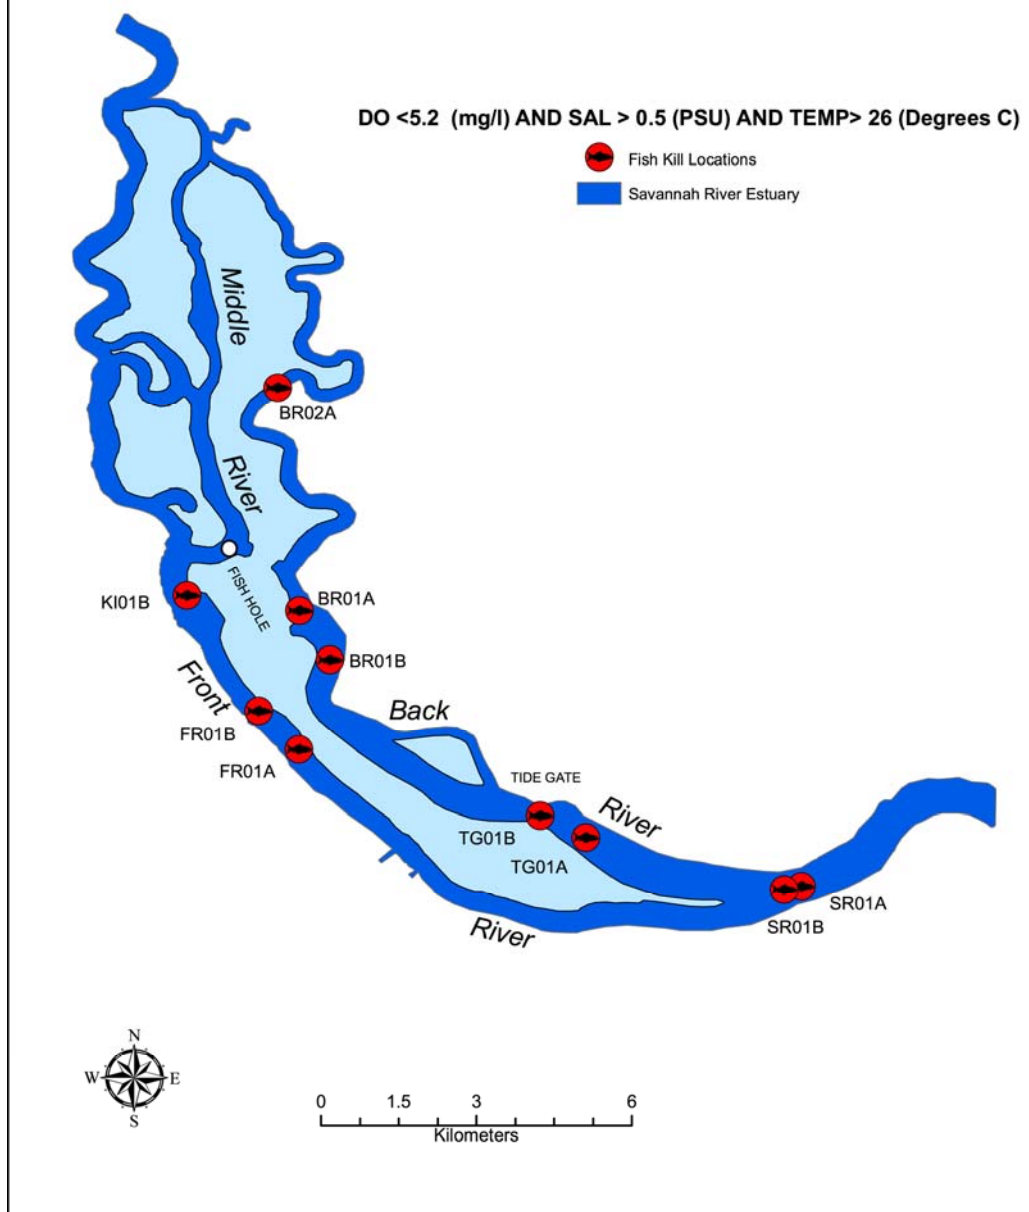 DO <5.2 (mg/l) AND SAL > 0.5 (PSU) AND TEMP> 26 (Degrees C)
Fish Kill Locations
Savannah River Estuary
Middle
River
BR02A
FISH HOLE
KI01B
BR01A
BR01B
Front
Back
FR01B
FR01A
TIDE GATE
River
TG01B
TG01A
SR01A
SR01B
River
N
W
E
S
0 1.5 3 6
Kilometers